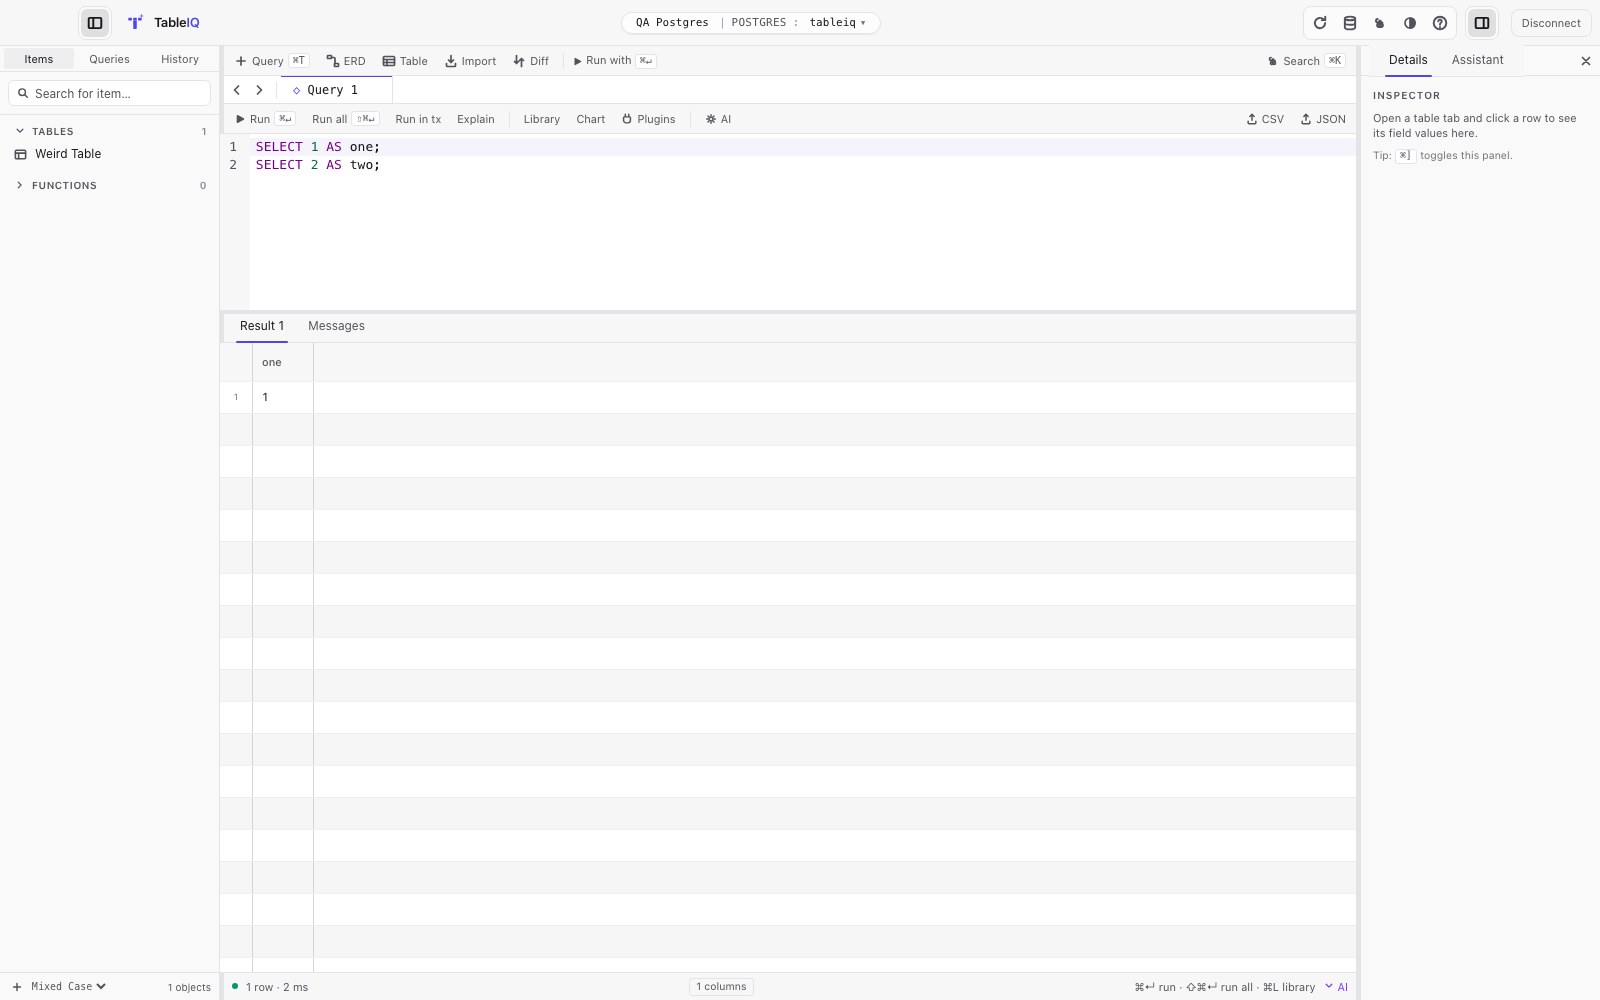 TableIQ
QA Postgres | POSTGRES : tableiq ▾
Disconnect
Items Queries History
Search for item...
TABLES 1
Weird Table
FUNCTIONS 0
Mixed Case
1 objects
Query ⌘T ERD Table Import Diff Run with ⌘↵
Search ⌘K
Query 1
Run ⌘↵ Run all ⇧⌘↵ Run in tx Explain Library Chart Plugins AI
CSV JSON
1 SELECT 1 AS one;
2 SELECT 2 AS two;
Result 1 Messages
one
1 1
1 row · 2 ms
1 columns
⌘↵ run · ⇧⌘↵ run all · ⌘L library AI
Details Assistant
INSPECTOR
Open a table tab and click a row to see
its field values here.
Tip: ⌘] toggles this panel.